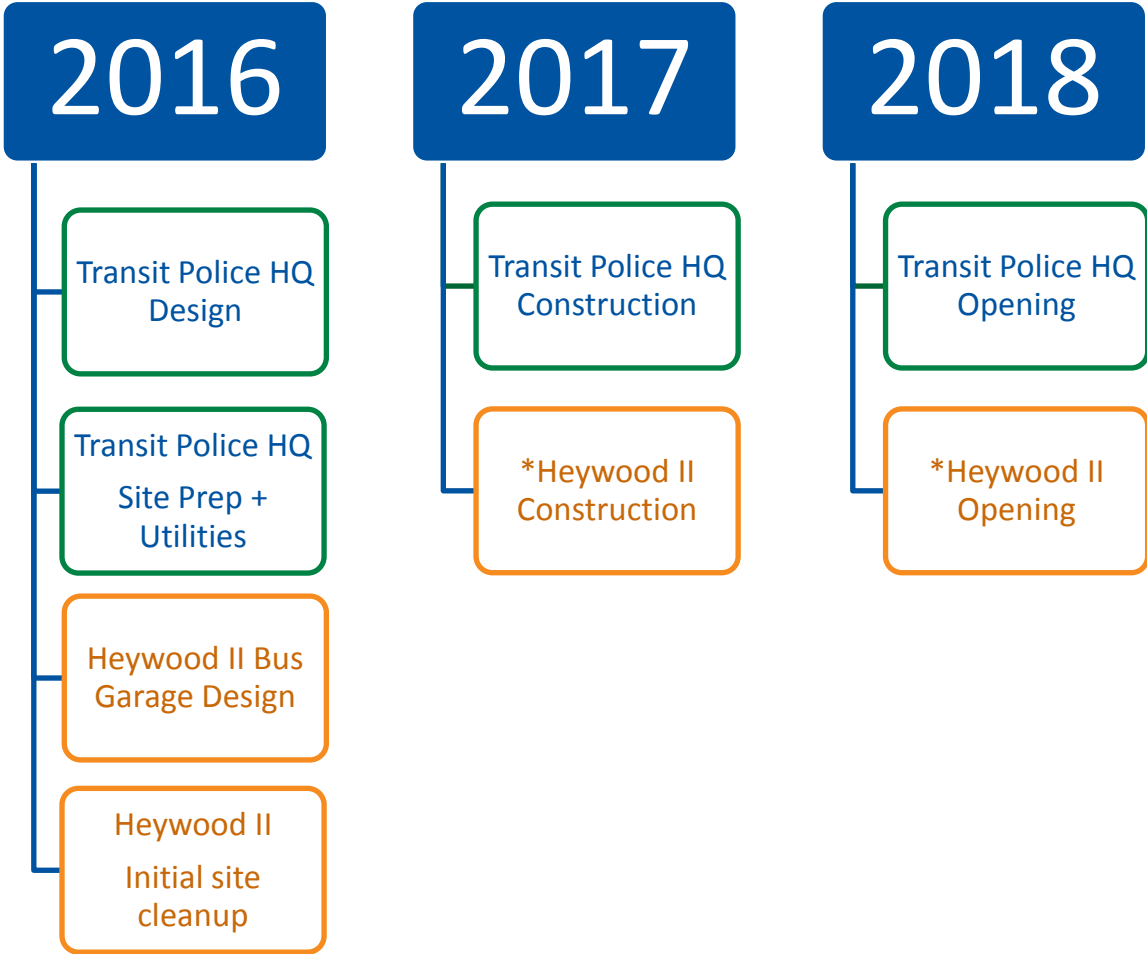 2016
Transit Police HQ
Design
Transit Police HQ
Site Prep +
Utilities
Heywood II Bus
Garage Design
Heywood II
Initial site
cleanup
2017
Transit Police HQ
Construction
*Heywood II
Construction
2018
Transit Police HQ
Opening
*Heywood II
Opening